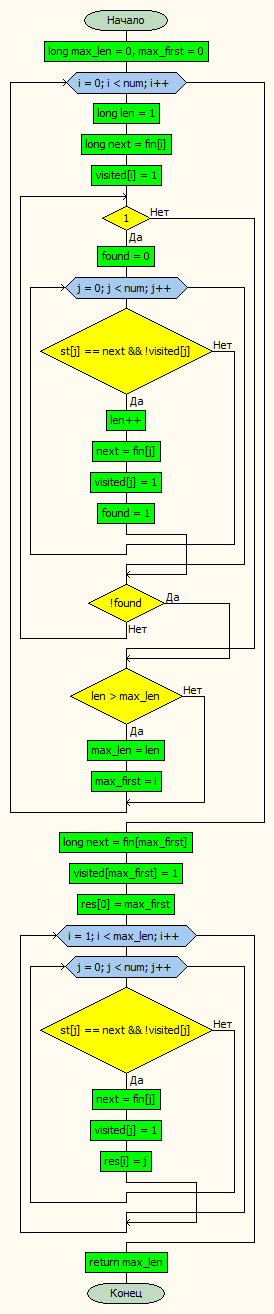 Начало
long max_len = 0, max_first = 0
i = 0; i < num; i++
long len = 1
long next = fin[i]
visited[i] = 1
1
Нет
Да
found = 0
j = 0; j < num; j++
Нет
st[j] == next && !visited[j]
Да
len++
next = fin[j]
visited[j] = 1
found = 1
!found
Да
Нет
len > max_len
Нет
Да
max_len = len
max_first = i
long next = fin[max_first]
visited[max_first] = 1
res[0] = max_first
i = 1; i < max_len; i++
j = 0; j < num; j++
Нет
st[j] == next && !visited[j]
Да
next = fin[j]
visited[j] = 1
res[i] = j
return max_len
Конец